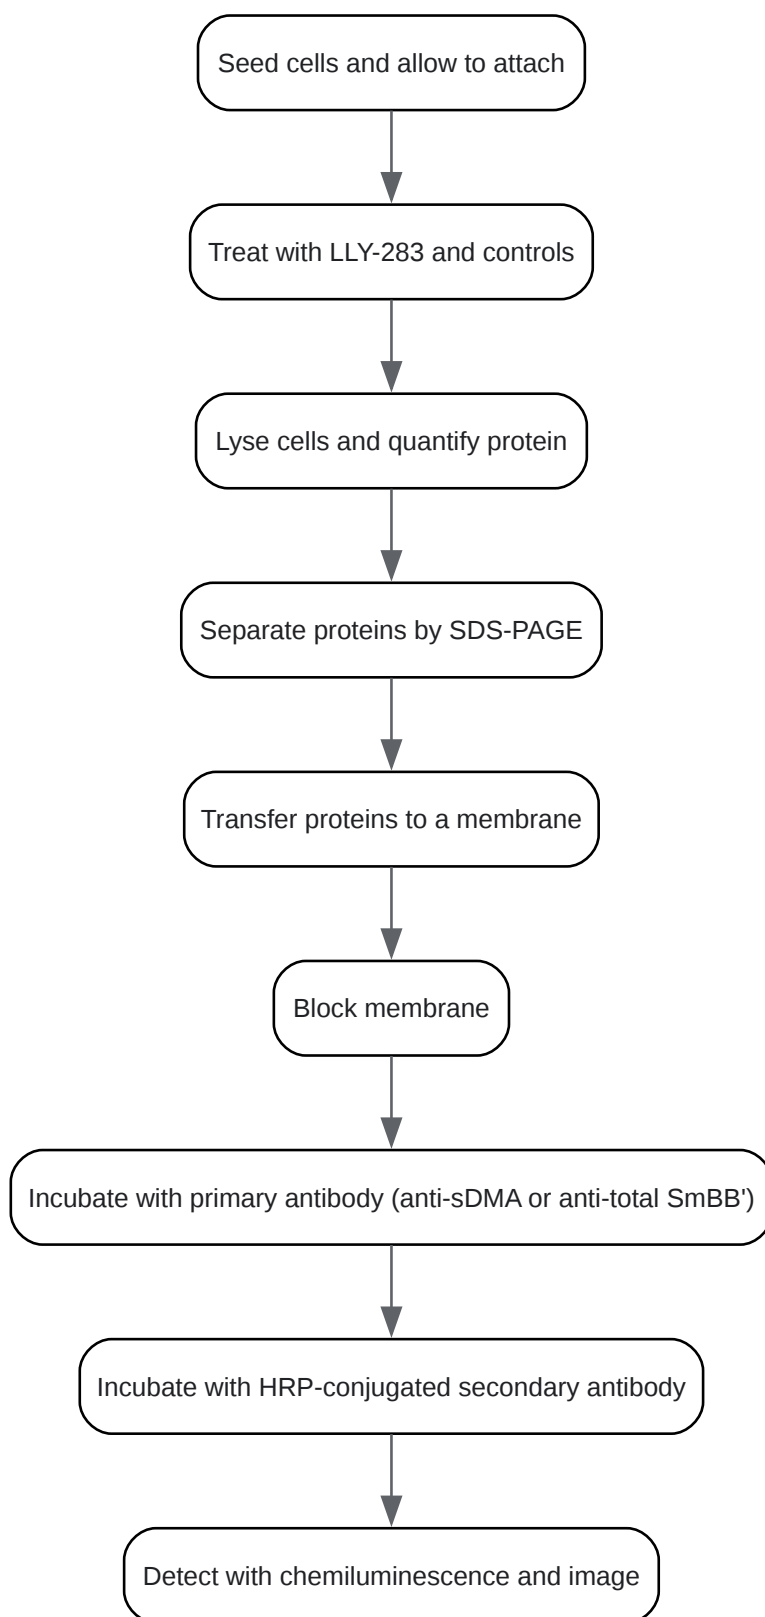 Seed cells and allow to attach
Treat with LLY-283 and controls
Lyse cells and quantify protein
Separate proteins by SDS-PAGE
Transfer proteins to a membrane
Block membrane
Incubate with primary antibody (anti-sDMA or anti-total SmBB')
Incubate with HRP-conjugated secondary antibody
Detect with chemiluminescence and image